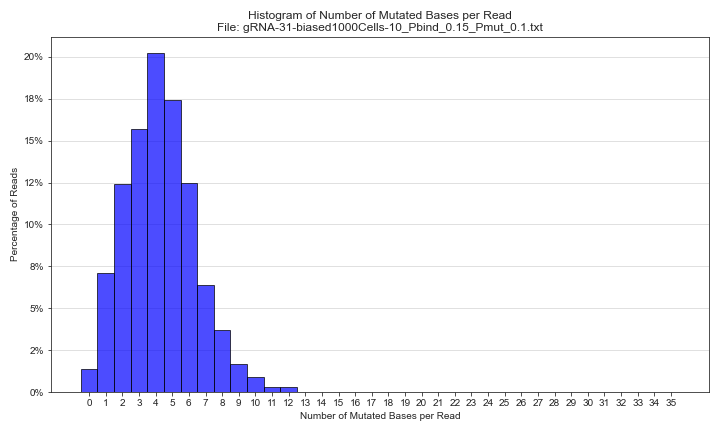 Histogram of Number of Mutated Bases per Read
File: gRNA-31-biased1000Cells-10_Pbind_0.15_Pmut_0.1.txt
Percentage of Reads
20%
18%
15%
12%
10%
8%
5%
2%
0%
0 1 2 3 4 5 6 7 8 9 10 11 12 13 14 15 16 17 18 19 20 21 22 23 24 25 26 27 28 29 30 31 32 33 34 35
Number of Mutated Bases per Read